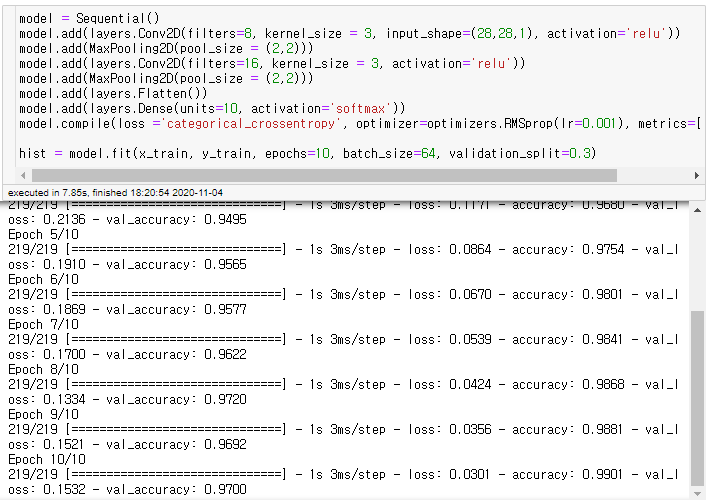 model = Sequential()
model.add(layers.Conv2D(filters=8, kernel_size = 3, input_shape=(28,28,1), activation='relu'))
model.add(MaxPooling2D(pool_size = (2,2)))
model.add(layers.Conv2D(filters=16, kernel_size = 3, activation='relu'))
model.add(MaxPooling2D(pool_size = (2,2)))
model.add(layers.Flatten())
model.add(layers.Dense(units=10, activation='softmax'))
model.compile(loss ='categorical_crossentropy', optimizer=optimizers.RMSprop(lr=0.001), metrics=[
hist = model.fit(x_train, y_train, epochs=10, batch_size=64, validation_split=0.3)
executed in 7.85s, finished 18:20:54 2020-11-04
219/219 [==============================] - 1s 3ms/step - loss: 0.1171 - accuracy: 0.9680 - val_l
oss: 0.2136 - val_accuracy: 0.9495
Epoch 5/10
219/219 [==============================] - 1s 3ms/step - loss: 0.0864 - accuracy: 0.9754 - val_l
oss: 0.1910 - val_accuracy: 0.9565
Epoch 6/10
219/219 [==============================] - 1s 3ms/step - loss: 0.0670 - accuracy: 0.9801 - val_l
oss: 0.1869 - val_accuracy: 0.9577
Epoch 7/10
219/219 [==============================] - 1s 3ms/step - loss: 0.0539 - accuracy: 0.9841 - val_l
oss: 0.1700 - val_accuracy: 0.9622
Epoch 8/10
219/219 [==============================] - 1s 3ms/step - loss: 0.0424 - accuracy: 0.9868 - val_l
oss: 0.1334 - val_accuracy: 0.9720
Epoch 9/10
219/219 [==============================] - 1s 3ms/step - loss: 0.0356 - accuracy: 0.9881 - val_l
oss: 0.1521 - val_accuracy: 0.9692
Epoch 10/10
219/219 [==============================] - 1s 3ms/step - loss: 0.0301 - accuracy: 0.9901 - val_l
oss: 0.1532 - val_accuracy: 0.9700